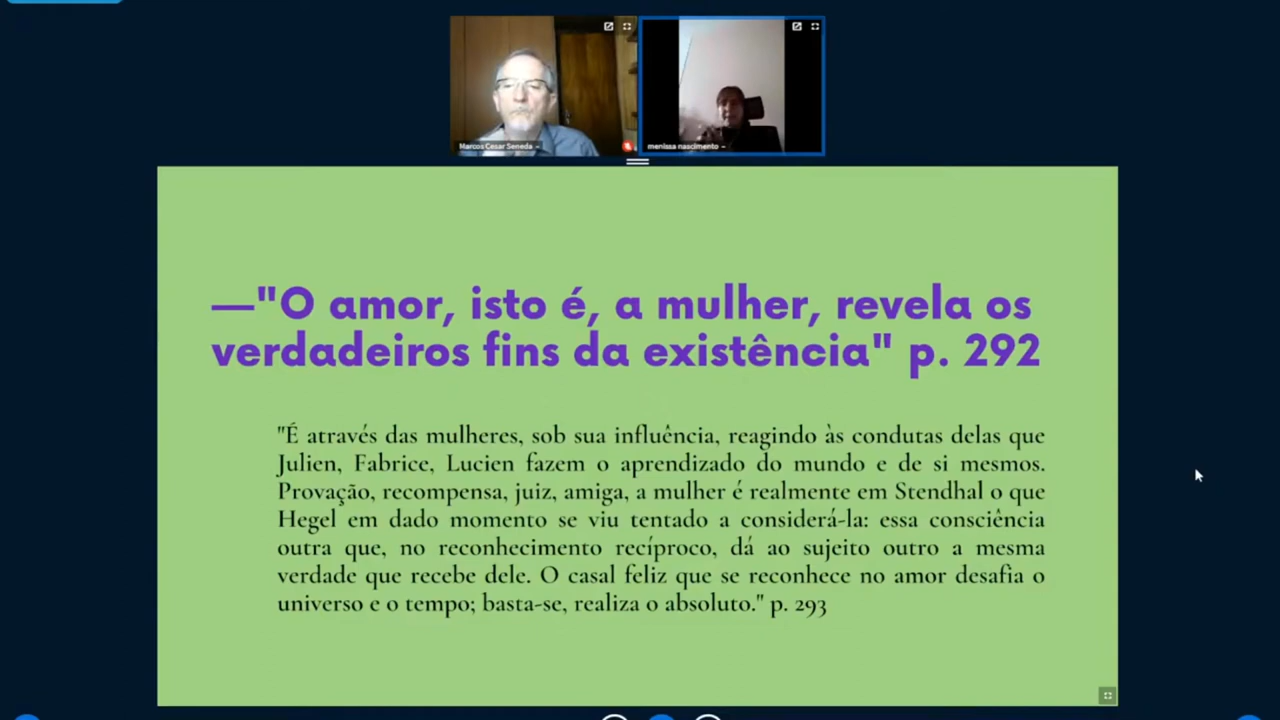 Marcos Cesar Seneda
menissa nascimento
—"O amor, isto é, a mulher, revela os
verdadeiros fins da existência" p. 292
"É através das mulheres, sob sua influência, reagindo às condutas delas que
Julien, Fabrice, Lucien fazem o aprendizado do mundo e de si mesmos.
Provação, recompensa, juiz, amiga, a mulher é realmente em Stendhal o que
Hegel em dado momento se viu tentado a considerá-la: essa consciência
outra que, no reconhecimento recíproco, dá ao sujeito outro a mesma
verdade que recebe dele. O casal feliz que se reconhece no amor desafia o
universo e o tempo; basta-se, realiza o absoluto." p. 293